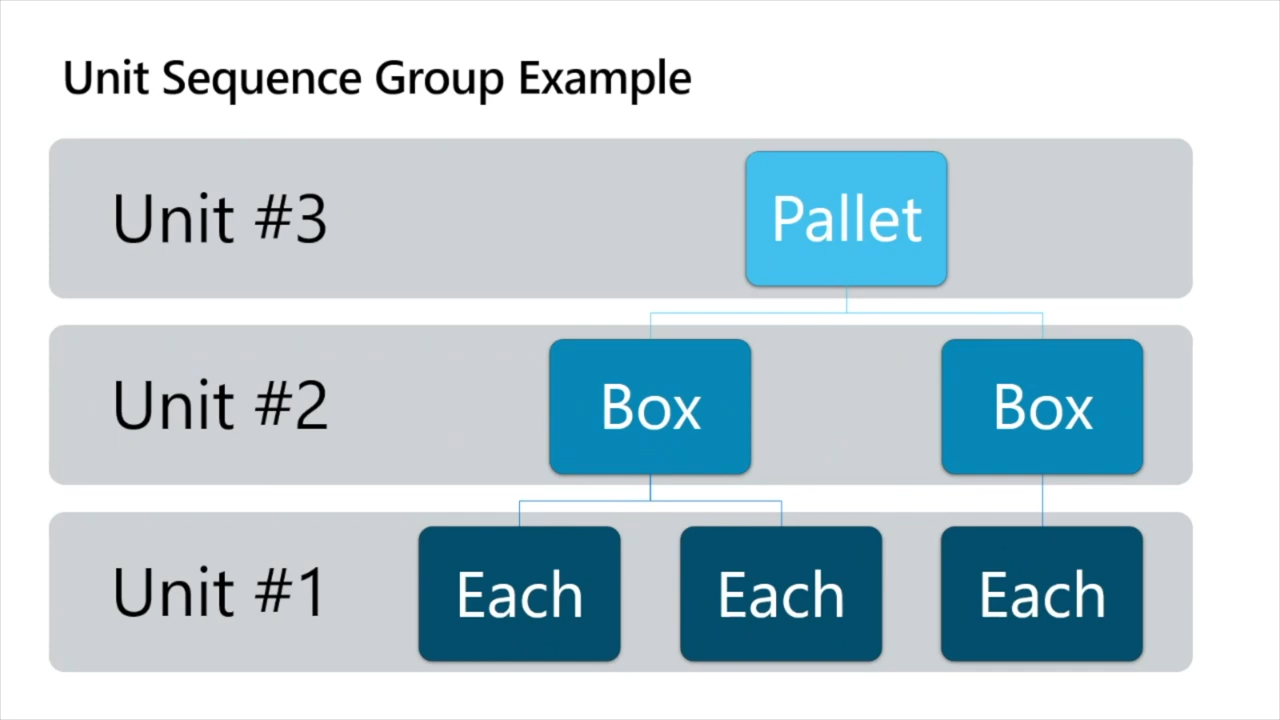 Unit Sequence Group Example
Unit #3
Pallet
Unit #2
Box
Box
Unit #1
Each
Each
Each